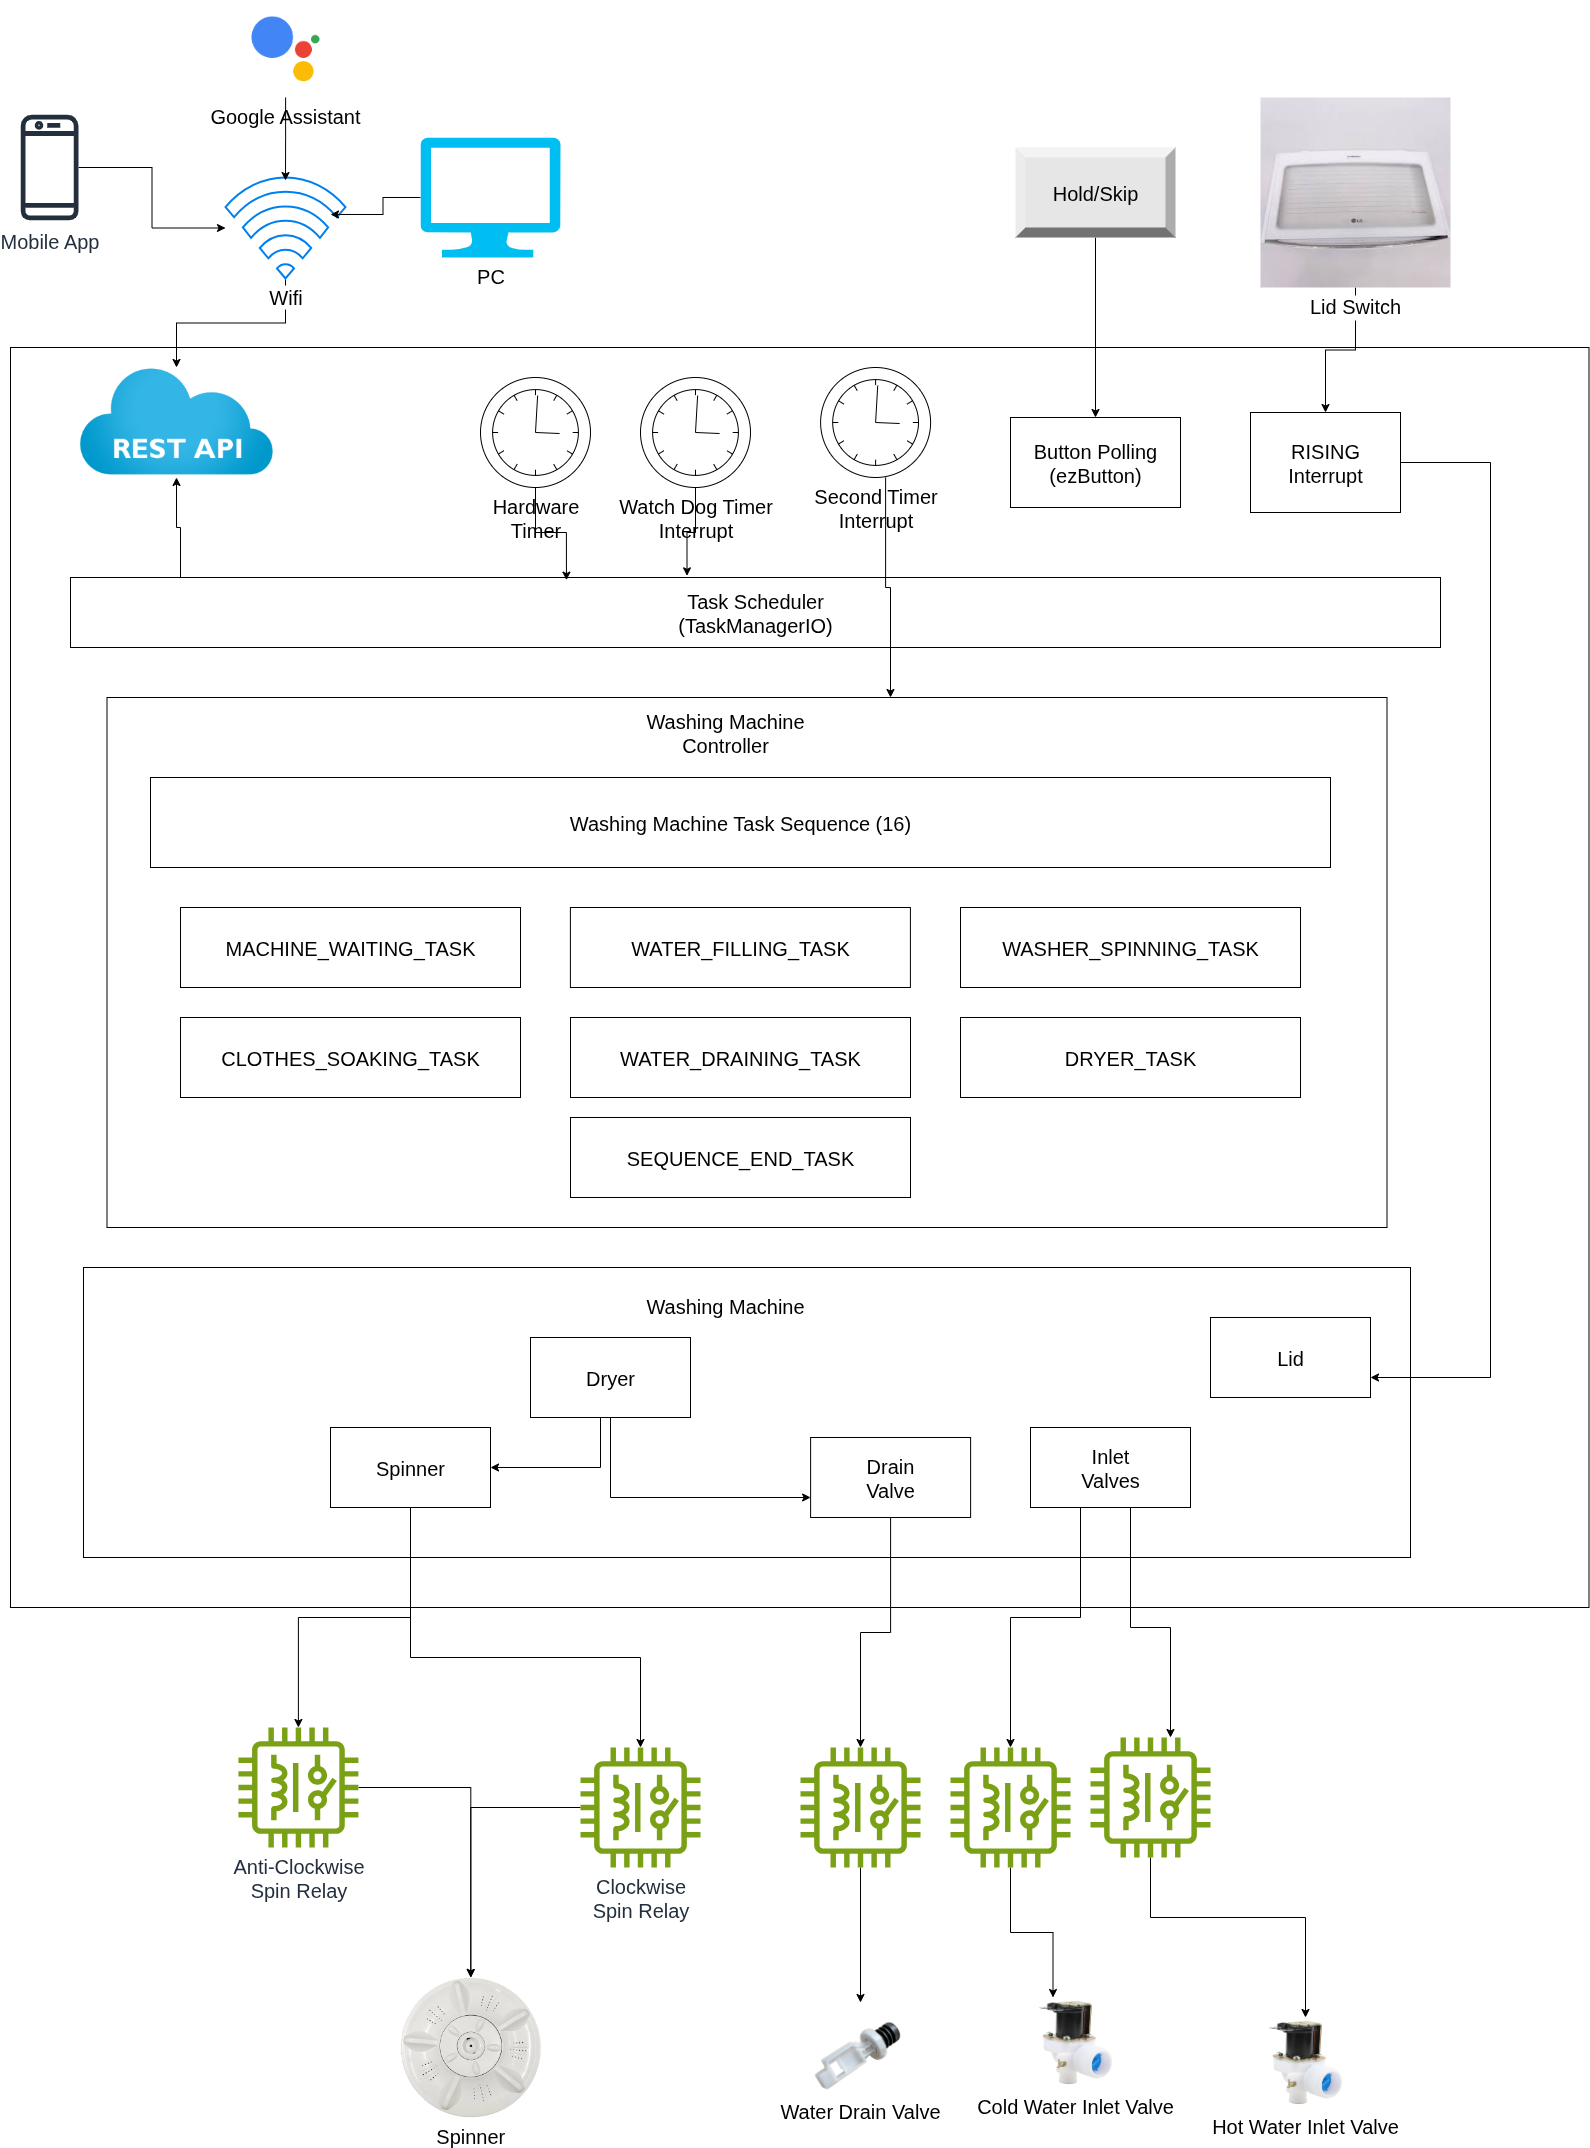 Google Assistant
Mobile App
PC
Wifi
Hold/Skip
Lid Switch
REST API
Hardware
Timer
Watch Dog Timer
Interrupt
Second Timer
Interrupt
Button Polling
(ezButton)
RISING
Interrupt
Task Scheduler
(TaskManagerIO)
Washing Machine
Controller
Washing Machine Task Sequence (16)
MACHINE_WAITING_TASK
WATER_FILLING_TASK
WASHER_SPINNING_TASK
CLOTHES_SOAKING_TASK
WATER_DRAINING_TASK
DRYER_TASK
SEQUENCE_END_TASK
Washing Machine
Lid
Dryer
Spinner
Drain
Valve
Inlet
Valves
Anti-Clockwise
Spin Relay
Clockwise
Spin Relay
Water Drain Valve
Cold Water Inlet Valve
Hot Water Inlet Valve
Spinner